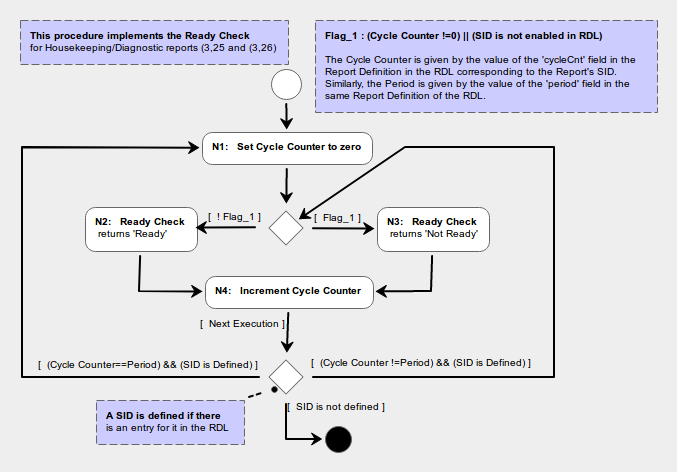 This procedure implements the Ready Check
for Housekeeping/Diagnostic reports (3,25 and (3,26)
Flag_1 : (Cycle Counter !=0) || (SID is not enabled in RDL)
The Cycle Counter is given by the value of the 'cycleCnt' field in the
Report Definition in the RDL corresponding to the Report's SID.
Similarly, the Period is given by the value of the 'period' field in the
same Report Definition of the RDL.
N1: Set Cycle Counter to zero
[ ! Flag_1 ]
[ Flag_1 ]
N2: Ready Check
returns 'Ready'
N3: Ready Check
returns 'Not Ready'
N4: Increment Cycle Counter
[ Next Execution ]
[ (Cycle Counter==Period) && (SID is Defined) ]
[ (Cycle Counter !=Period) && (SID is Defined) ]
A SID is defined if there
is an entry for it in the RDL
[ SID is not defined ]